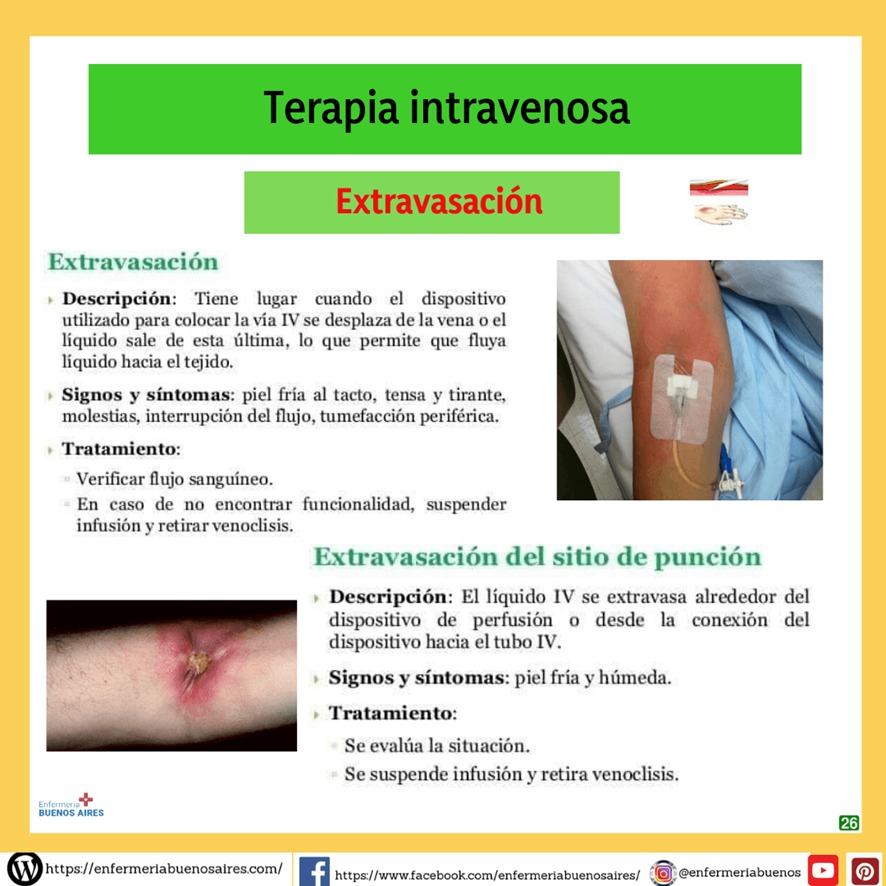 Terapia intravenosa
Extravasación
Extravasación
Descripción: Tiene lugar cuando el dispositivo
utilizado para colocar la vía IV se desplaza de la vena o el
líquido sale de esta última, lo que permite que fluya
líquido hacia el tejido.
Signos y síntomas: piel fría al tacto, tensa y tirante,
molestias, interrupción del flujo, tumefacción periférica.
Tratamiento:
Verificar flujo sanguíneo.
En caso de no encontrar funcionalidad, suspender
infusión y retirar venoclisis.
Extravasación del sitio de punción
Descripción: El líquido IV se extravasa alrededor del
dispositivo de perfusión o desde la conexión del
dispositivo hacia el tubo IV.
Signos y síntomas: piel fría y húmeda.
Tratamiento:
Se evalúa la situación.
Se suspende infusión y retira venoclisis.
Enfermería
BUENOS AIRES
26
https://enfermeriabuenosaires.com/
https://www.facebook.com/enfermeriabuenosaires/
@enfermeriabuenos